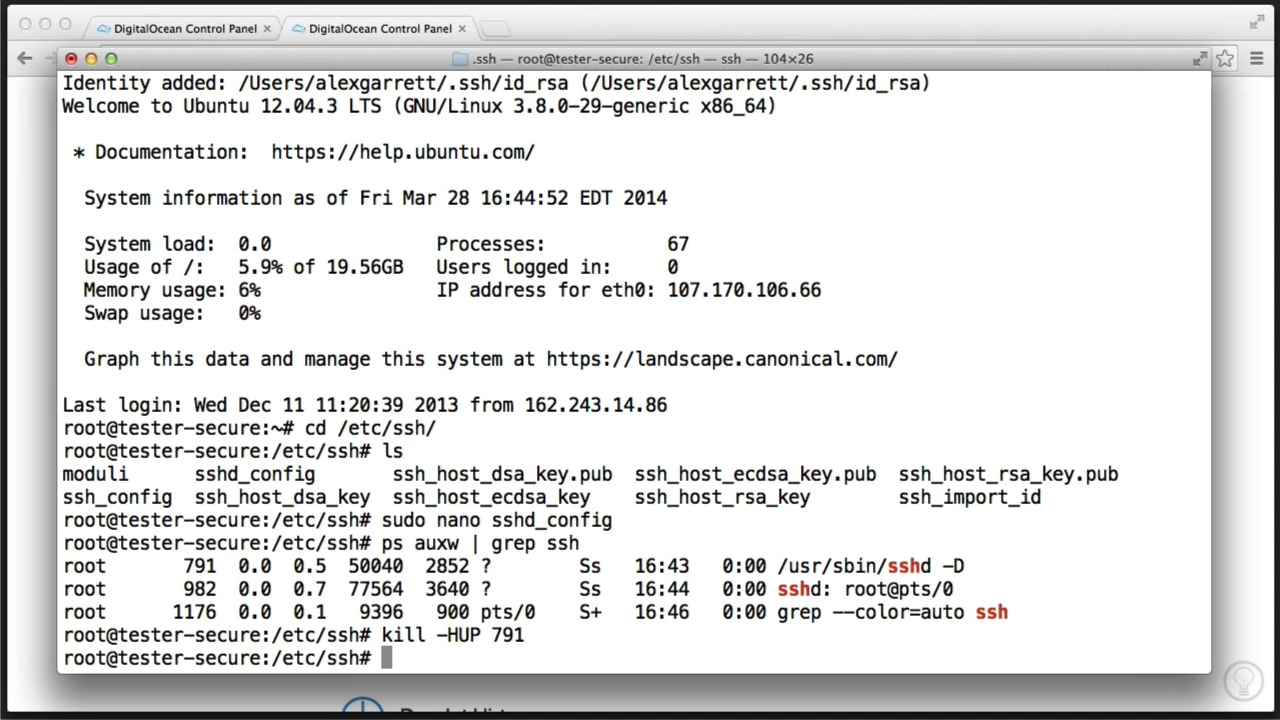 DigitalOcean Control Panel × DigitalOcean Control Panel ×
.ssh — root@tester-secure: /etc/ssh — ssh — 104×26
Identity added: /Users/alexgarrett/.ssh/id_rsa (/Users/alexgarrett/.ssh/id_rsa)
Welcome to Ubuntu 12.04.3 LTS (GNU/Linux 3.8.0-29-generic x86_64)
* Documentation:  https://help.ubuntu.com/
System information as of Fri Mar 28 16:44:52 EDT 2014
System load:  0.0               Processes:           67
Usage of /:   5.9% of 19.56GB   Users logged in:     0
Memory usage: 6%                IP address for eth0: 107.170.106.66
Swap usage:   0%
Graph this data and manage this system at https://landscape.canonical.com/
Last login: Wed Dec 11 11:20:39 2013 from 162.243.14.86
root@tester-secure:~# cd /etc/ssh/
root@tester-secure:/etc/ssh# ls
moduli      sshd_config       ssh_host_dsa_key.pub  ssh_host_ecdsa_key.pub  ssh_host_rsa_key.pub
ssh_config  ssh_host_dsa_key  ssh_host_ecdsa_key    ssh_host_rsa_key        ssh_import_id
root@tester-secure:/etc/ssh# sudo nano sshd_config
root@tester-secure:/etc/ssh# ps auxw | grep ssh
root       791  0.0  0.5  50040  2852 ?        Ss   16:43   0:00 /usr/sbin/sshd -D
root       982  0.0  0.7  77564  3640 ?        Ss   16:44   0:00 sshd: root@pts/0
root      1176  0.0  0.1   9396   900 pts/0    S+   16:46   0:00 grep --color=auto ssh
root@tester-secure:/etc/ssh# kill -HUP 791
root@tester-secure:/etc/ssh#